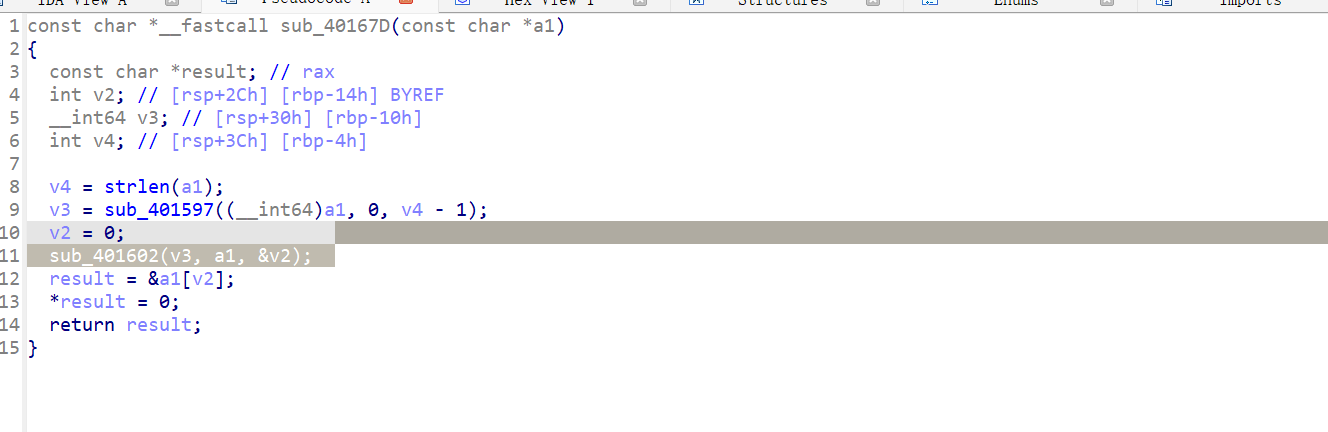 IDA View A Pseudocode A Hex View 1 Structures Enums Imports
1 const char *__fastcall sub_40167D(const char *a1)
2 {
3 const char *result; // rax
4 int v2; // [rsp+2Ch] [rbp-14h] BYREF
5 __int64 v3; // [rsp+30h] [rbp-10h]
6 int v4; // [rsp+3Ch] [rbp-4h]
7
8 v4 = strlen(a1);
9 v3 = sub_401597((__int64)a1, 0, v4 - 1);
10 v2 = 0;
11 sub_401602(v3, a1, &v2);
12 result = &a1[v2];
13 *result = 0;
14 return result;
15 }